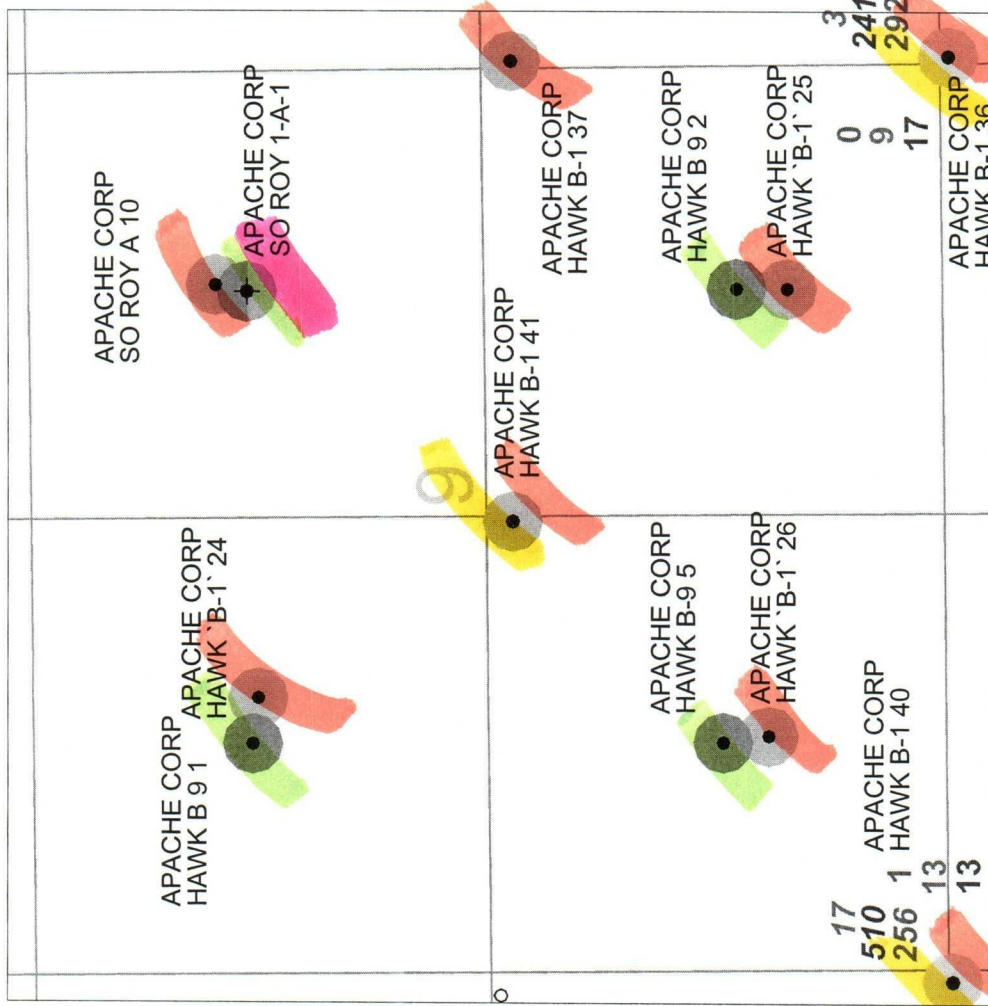 APACHE CORP
SO ROY A 10
APACHE CORP
SO ROY 1-A-1
APACHE CORP
HAWK `B-1` 24
APACHE CORP
HAWK B 9 1
APACHE CORP
HAWK B-1 37
9
APACHE CORP
HAWK B-1 41
APACHE CORP
HAWK B 9 2
APACHE CORP
HAWK `B-1` 25
3
241
292
0
9
17
APACHE CORP
HAWK B-1 36
APACHE CORP
HAWK B-9 5
APACHE CORP
HAWK `B-1` 26
APACHE CORP
HAWK B-1 40
17
510
256
1
13
13